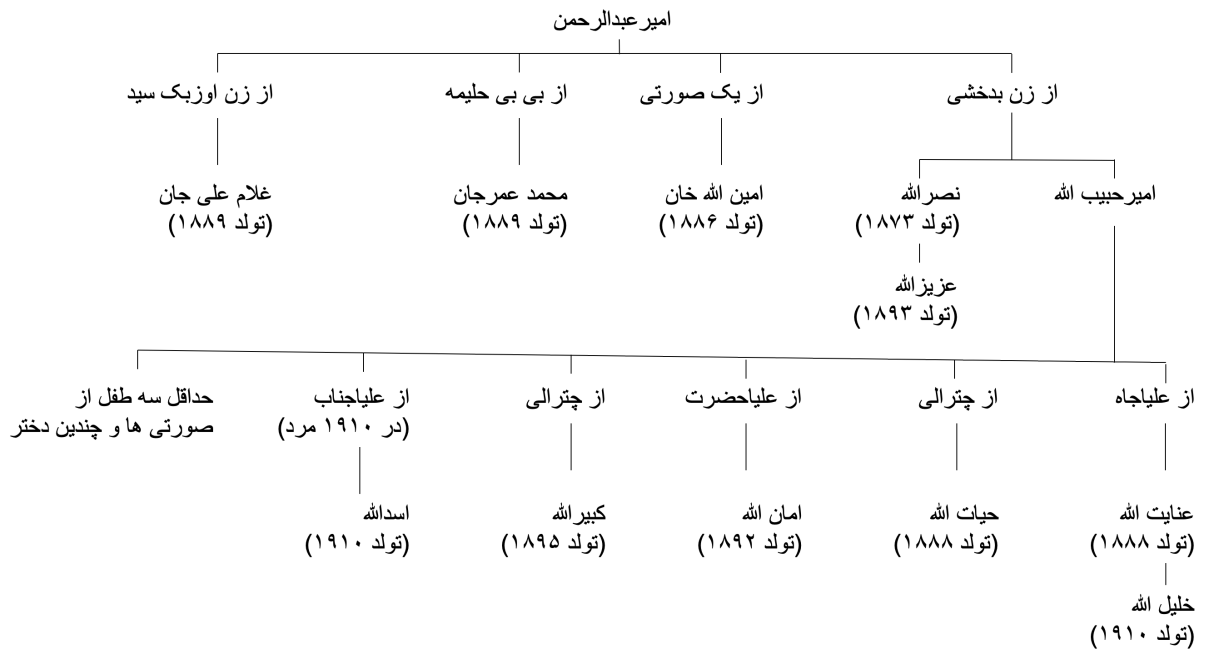 امیرعبدالرحمن
از زن بدخشی
از یک صورتی
از بی بی حلیمه
از زن اوزبک سید
امیرحبیب الله
نصرالله
(تولد ۱۸۷۳)
امین الله خان
(تولد ۱۸۸۶)
محمد عمرجان
(تولد ۱۸۸۹)
غلام علی جان
(تولد ۱۸۸۹)
عزیزالله
(تولد ۱۸۹۳)
از علیاجاه
از چترالی
از علیاحضرت
از چترالی
از علیاجناب
(در ۱۹۱۰ مرد)
حداقل سه طفل از
صورتی ها و چندین دختر
عنایت الله
(تولد ۱۸۸۸)
حیات الله
(تولد ۱۸۸۸)
امان الله
(تولد ۱۸۹۲)
کبیرالله
(تولد ۱۸۹۵)
اسدالله
(تولد ۱۹۱۰)
خلیل الله
(تولد ۱۹۱۰)